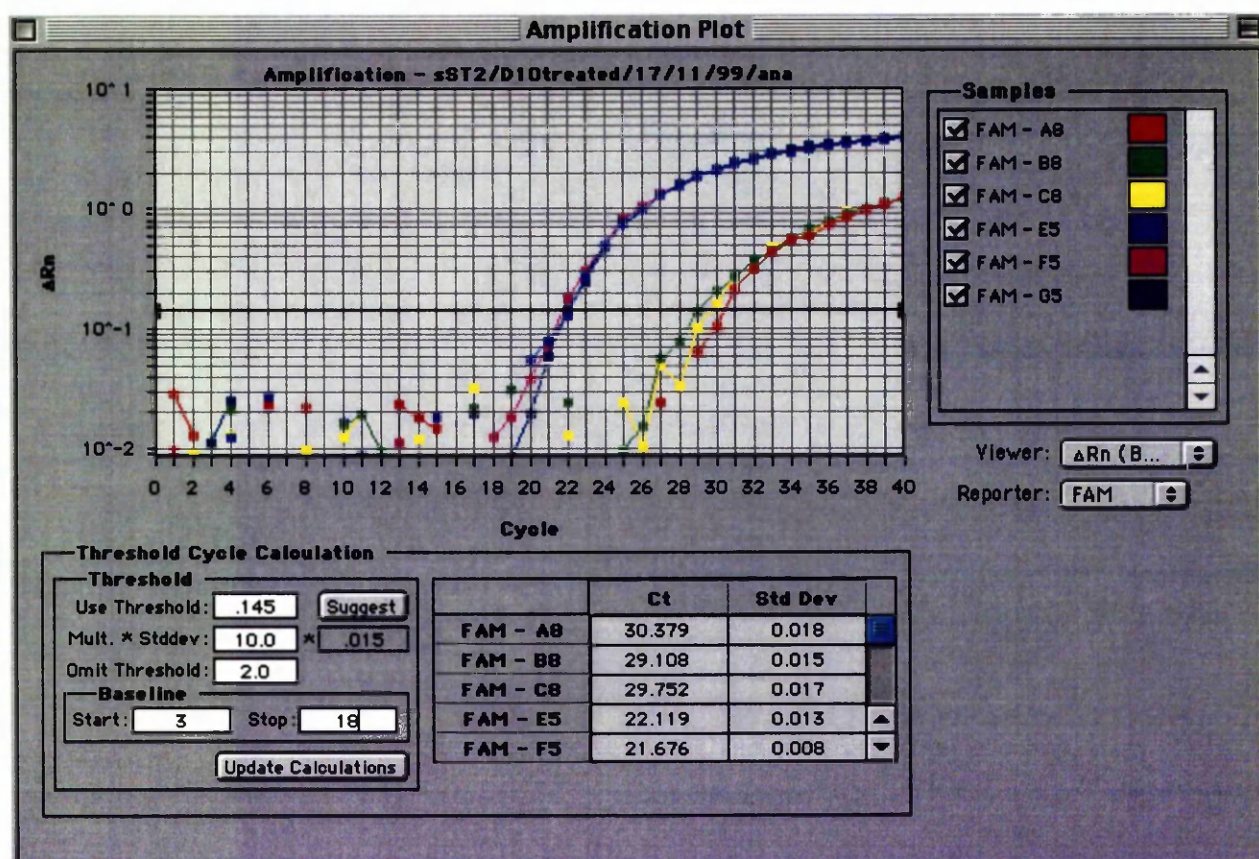 Amplification Plot
Amplification - sST2/D10treated/17/11/99/ana
10^ 1
10^ 0
10^-1
10^-2
ΔRn
0 2 4 6 8 10 12 14 16 18 20 22 24 26 28 30 32 34 36 38 40
Cycle
Samples
FAM - A8
FAM - B8
FAM - C8
FAM - E5
FAM - F5
FAM - G5
Viewer: ΔRn (B...
Reporter: FAM
Threshold Cycle Calculation
Threshold
Use Threshold: .145 Suggest
Mult. * Stddev: 10.0 * .015
Omit Threshold: 2.0
Baseline
Start: 3 Stop: 18
Update Calculations
Ct Std Dev
FAM - A8 30.379 0.018
FAM - B8 29.108 0.015
FAM - C8 29.752 0.017
FAM - E5 22.119 0.013
FAM - F5 21.676 0.008